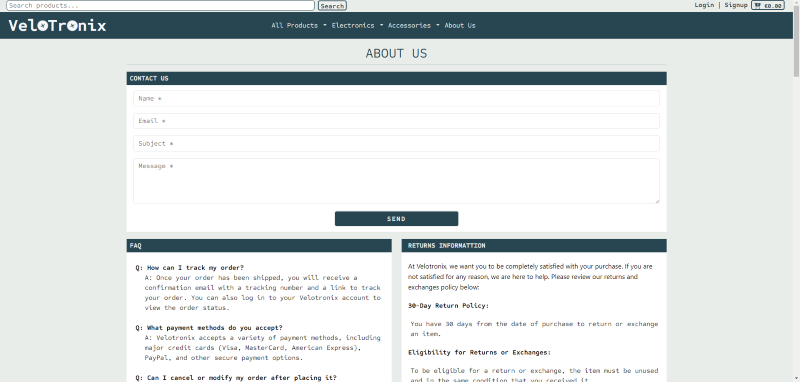 Search products...
Search
Login | Signup
€0.00
VeloTronix
All Products
Electronics
Accessories
About Us
ABOUT US
CONTACT US
Name *
Email *
Subject *
Message *
SEND
FAQ
Q: How can I track my order?
A: Once your order has been shipped, you will receive a
confirmation email with a tracking number and a link to track
your order. You can also log in to your Velotronix account to
view the order status.
Q: What payment methods do you accept?
A: Velotronix accepts a variety of payment methods, including
major credit cards (Visa, MasterCard, American Express),
PayPal, and other secure payment options.
Q: Can I cancel or modify my order after placing it?
RETURNS INFORMATTION
At Velotronix, we want you to be completely satisfied with your purchase. If you are
not satisfied for any reason, we are here to help. Please review our returns and
exchanges policy below:
30-Day Return Policy:
You have 30 days from the date of purchase to return or exchange
an item.
Eligibility for Returns or Exchanges:
To be eligible for a return or exchange, the item must be unused
and in the same condition that you received it.